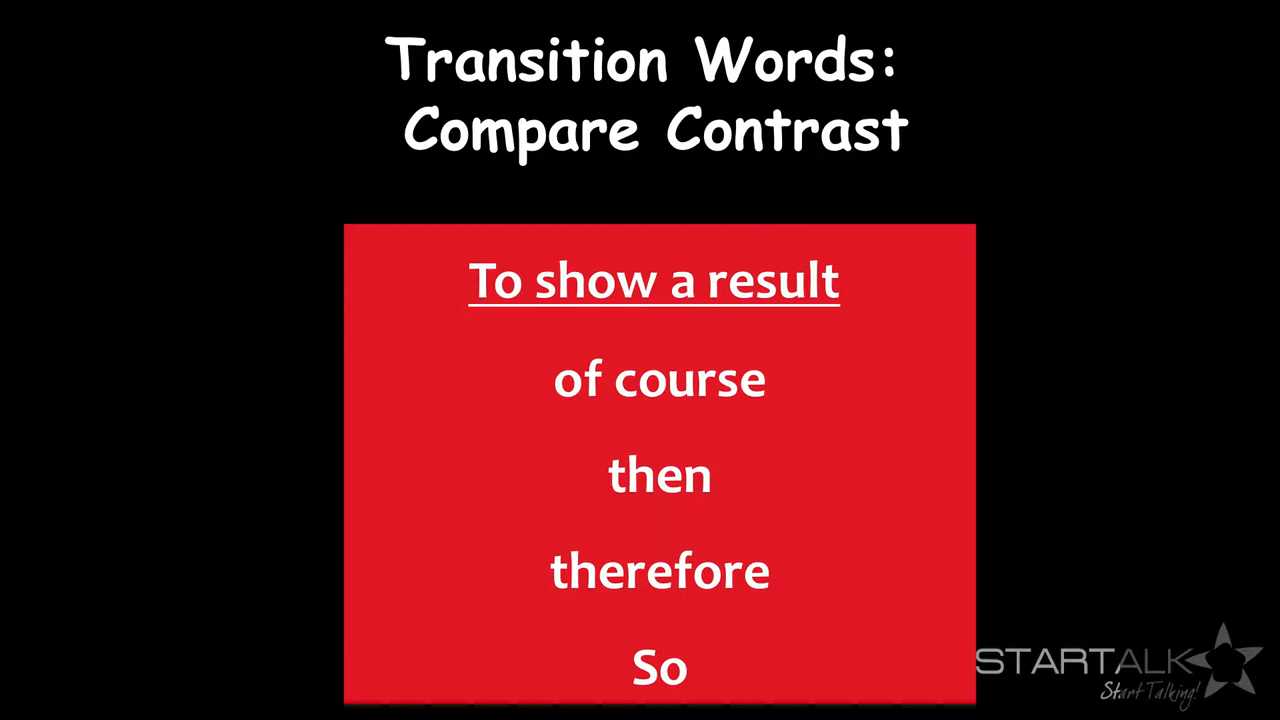 Transition Words:
Compare Contrast
To show a result
of course
then
therefore
So
STARTALK
Start Talking!